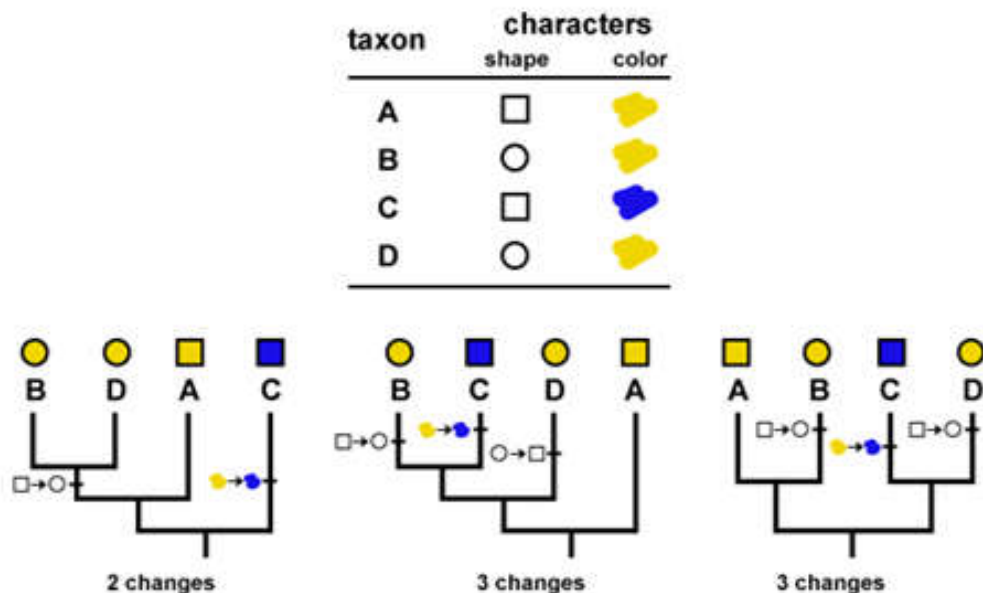 taxon characters
shape color
A
B
C
D
B D A C
B C D A
A B C D
2 changes
3 changes
3 changes